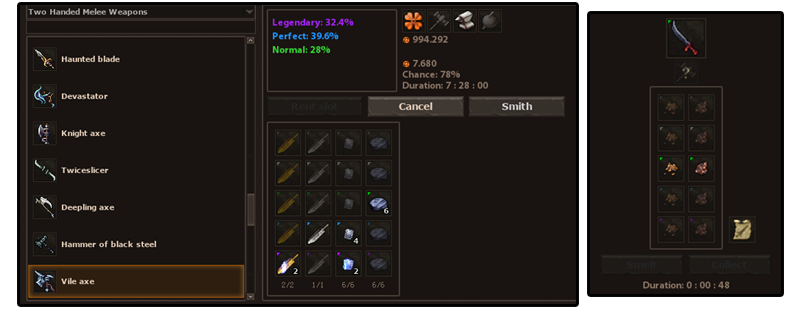 Two Handed Melee Weapons
Haunted blade
Devastator
Knight axe
Twiceslicer
Deepling axe
Hammer of black steel
Vile axe
Legendary: 32.4%
Perfect: 39.6%
Normal: 28%
994.292
7.680
Chance: 78%
Duration: 7 : 28 : 00
Cancel
Smith
6
4
2
2
2/2
1/1
6/6
6/6
?
Smelt
Collect
Duration: 0 : 00 : 48